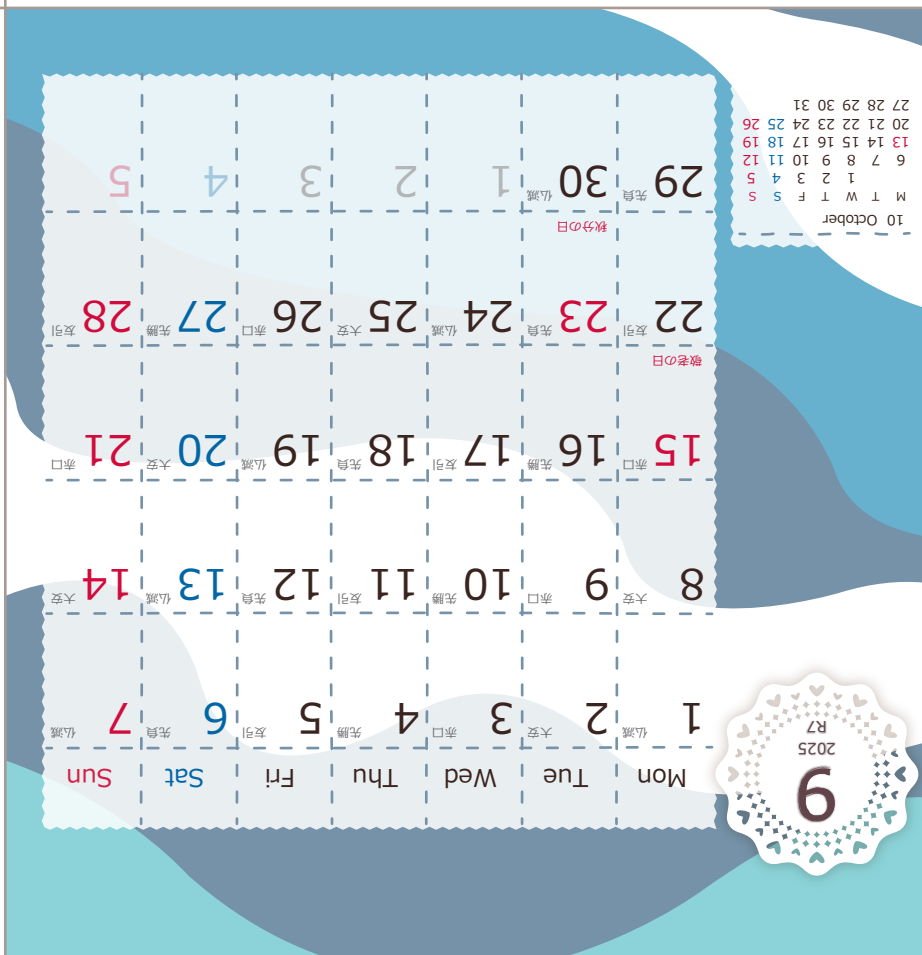 9
2025
R7
Mon Tue Wed Thu Fri Sat Sun
1 仏滅 2 大安 3 赤口 4 先勝 5 友引 6 先負 7 仏滅
8 大安 9 赤口 10 先勝 11 友引 12 先負 13 仏滅 14 大安
15 赤口 16 先勝 17 友引 18 先負 19 仏滅 20 大安 21 赤口
敬老の日
22 友引 23 先負 24 仏滅 25 大安 26 赤口 27 先勝 28 友引
秋分の日
29 先負 30 仏滅 1 2 3 4 5
10 October
M T W T F S S
1 2 3 4 5
6 7 8 9 10 11 12
13 14 15 16 17 18 19
20 21 22 23 24 25 26
27 28 29 30 31